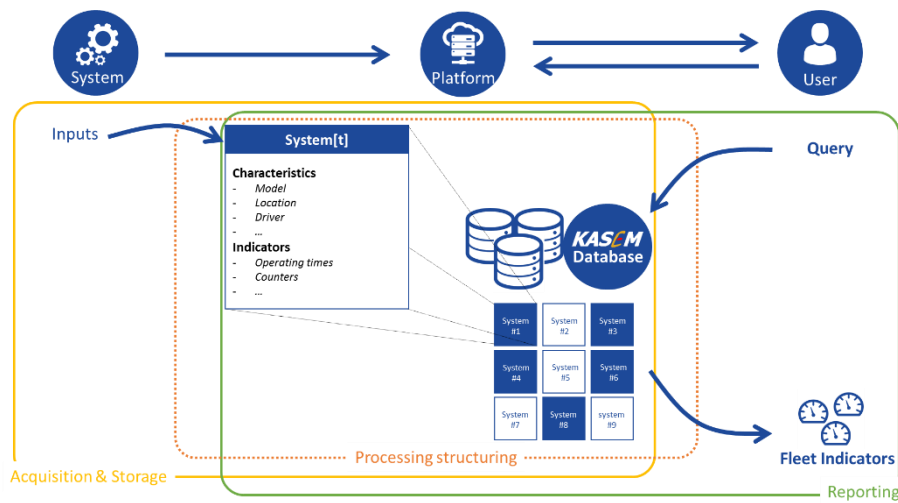 System
Platform
User
Inputs
System[t]
Query
Characteristics
- Model
- Location
- Driver
- ...
Indicators
- Operating times
- Counters
- ...
KASEM
Database
System
#1
System
#2
System
#3
System
#4
System
#5
System
#6
System
#7
System
#8
system
#9
Fleet Indicators
Processing structuring
Acquisition & Storage
Reporting